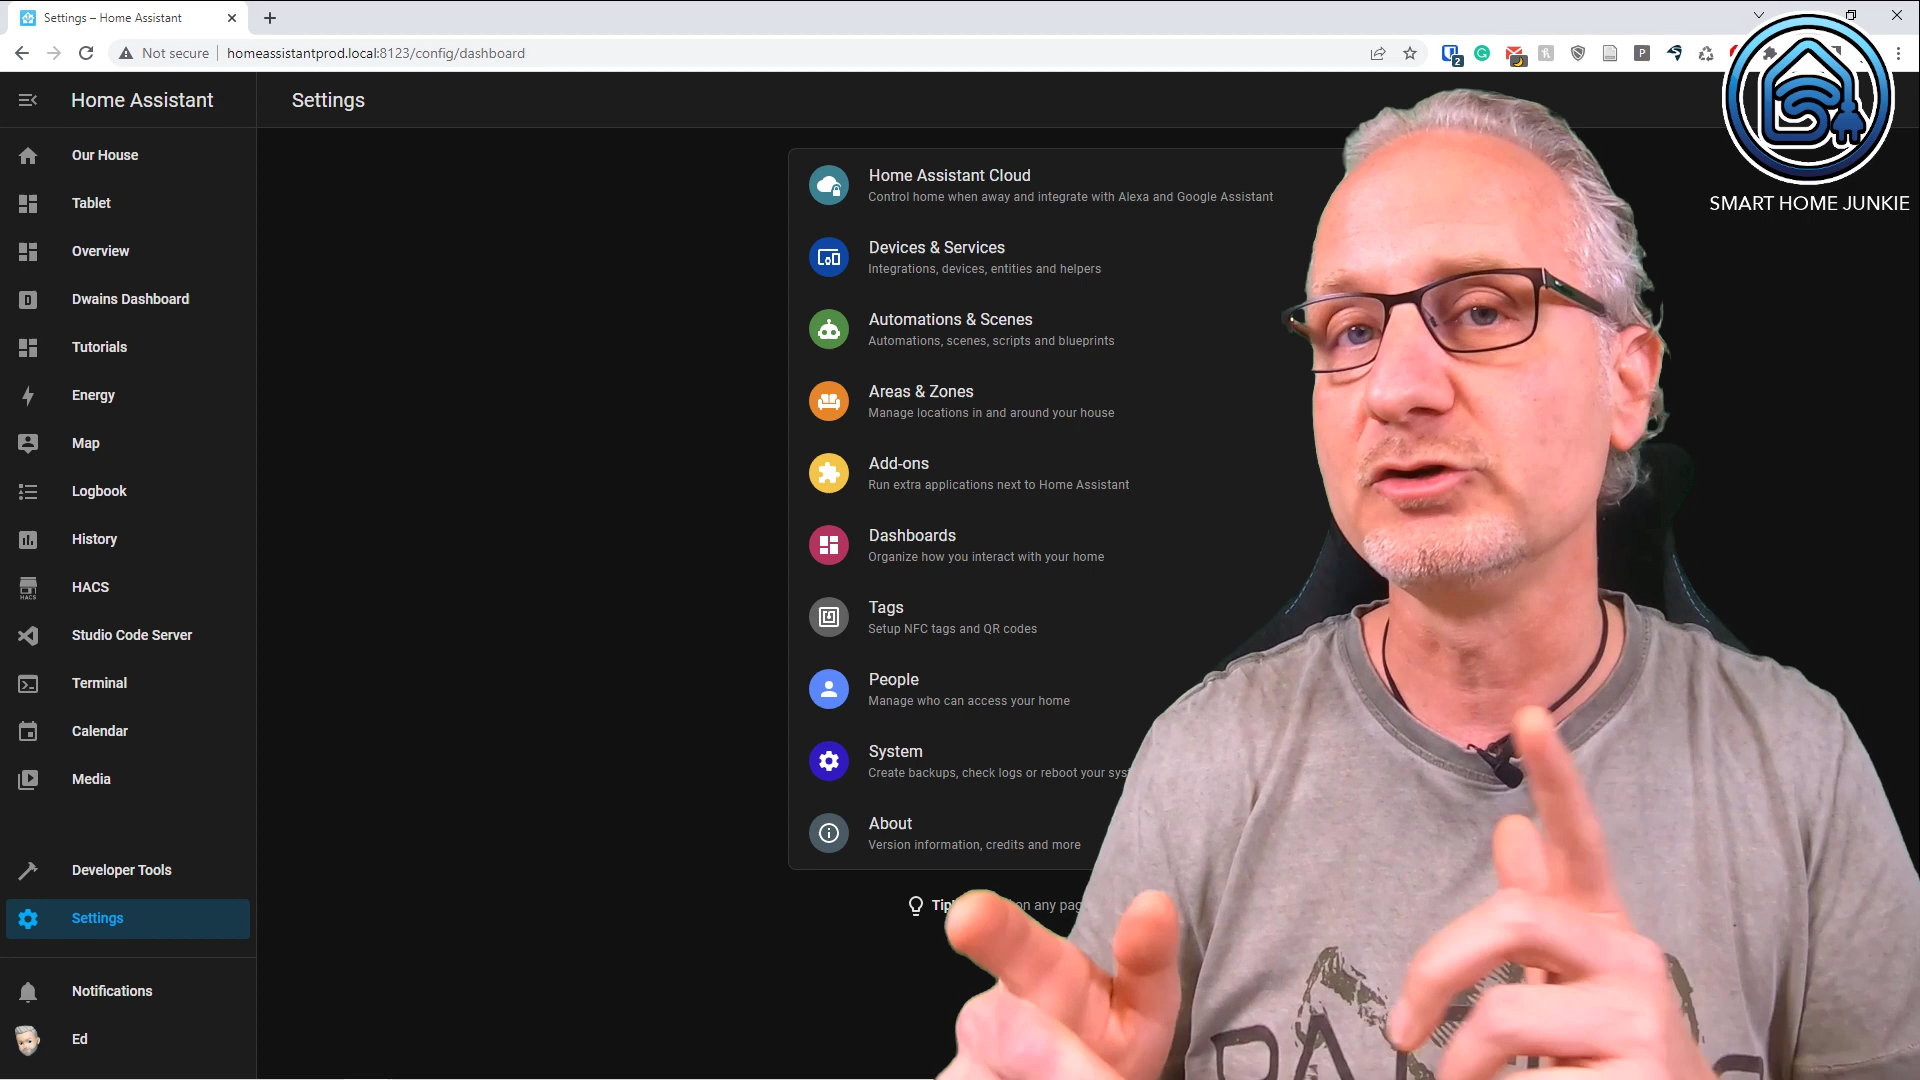 Settings – Home Assistant
Not secure
homeassistantprod.local:8123/config/dashboard
2
P
Home Assistant
Settings
SMART HOME JUNKIE
Our House
Tablet
Overview
D
Dwains Dashboard
Tutorials
Energy
Map
Logbook
History
HACS
HACS
Studio Code Server
Terminal
Calendar
Media
Developer Tools
Settings
Notifications
Ed
Home Assistant Cloud
Control home when away and integrate with Alexa and Google Assistant
Devices & Services
Integrations, devices, entities and helpers
Automations & Scenes
Automations, scenes, scripts and blueprints
Areas & Zones
Manage locations in and around your house
Add-ons
Run extra applications next to Home Assistant
Dashboards
Organize how you interact with your home
Tags
Setup NFC tags and QR codes
People
Manage who can access your home
System
Create backups, check logs or reboot your
About
Version information, credits and more
on any